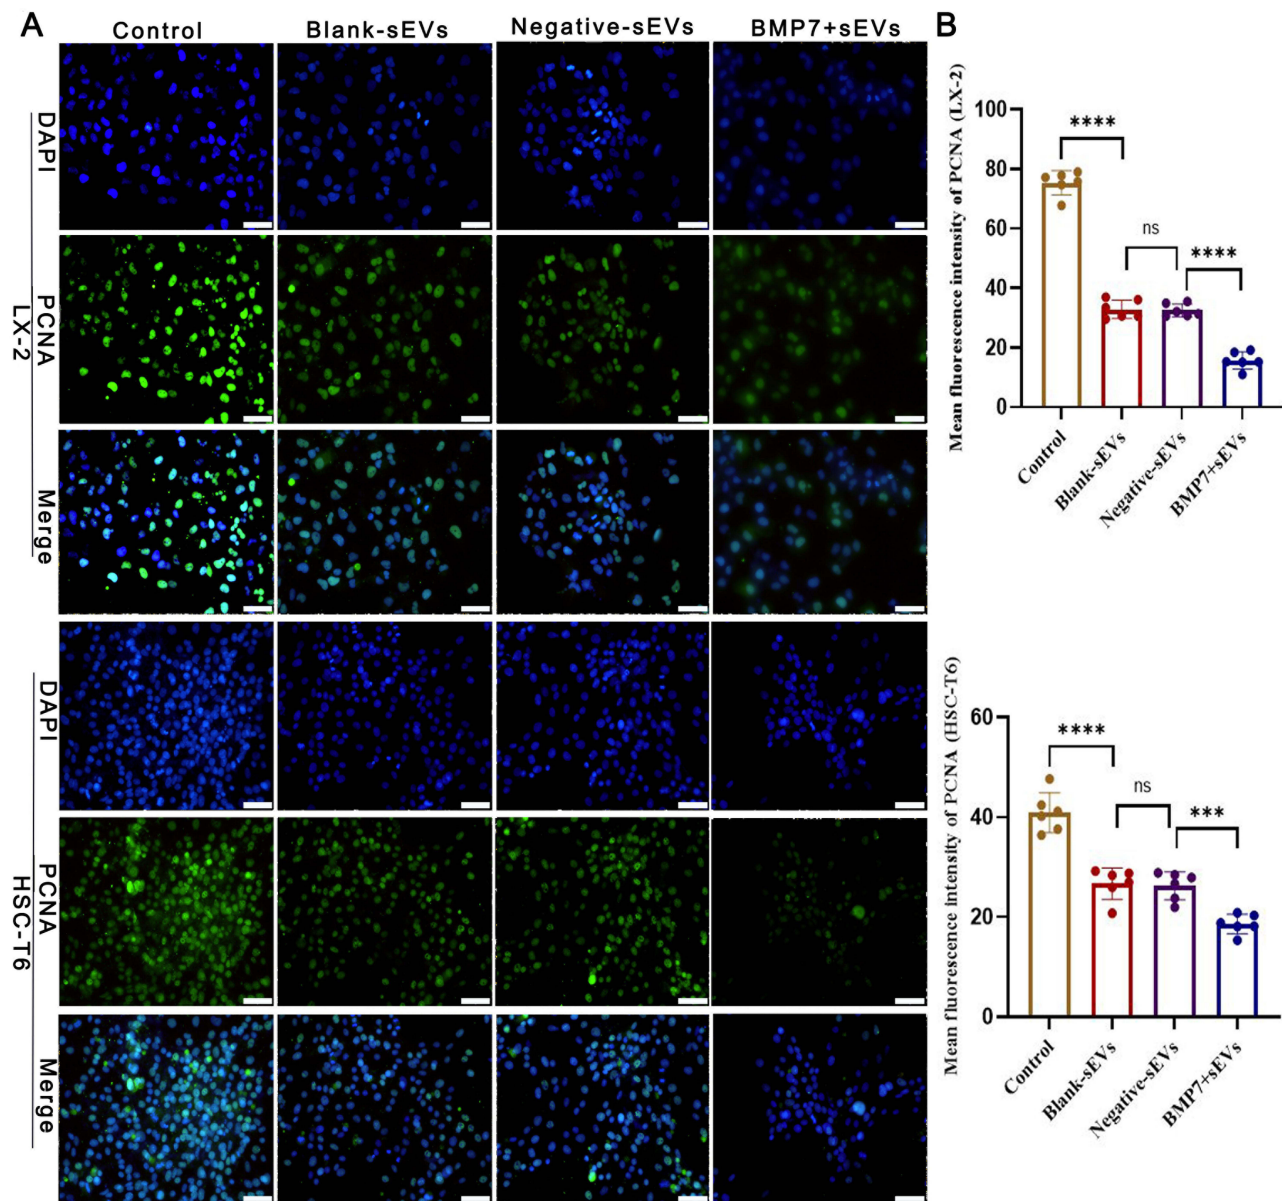 A
Control
Blank-sEVs
Negative-sEVs
BMP7+sEVs
DAPI
PCNA
LX-2
Merge
DAPI
PCNA
HSC-T6
Merge
B
Mean fluorescence intensity of PCNA (LX-2)
100
80
60
40
20
0
****
ns
****
Control
Blank-sEVs
Negative-sEVs
BMP7+sEVs
Mean fluorescence intensity of PCNA (HSC-T6)
60
40
20
0
****
ns
***
Control
Blank-sEVs
Negative-sEVs
BMP7+sEVs